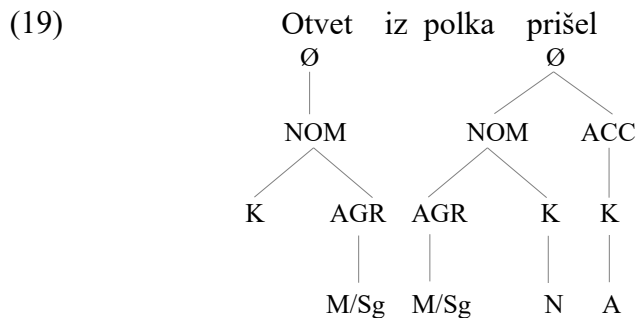 (19) Otvet iz polka prišel
Ø Ø
NOM NOM ACC
K AGR AGR K K
M/Sg M/Sg N A